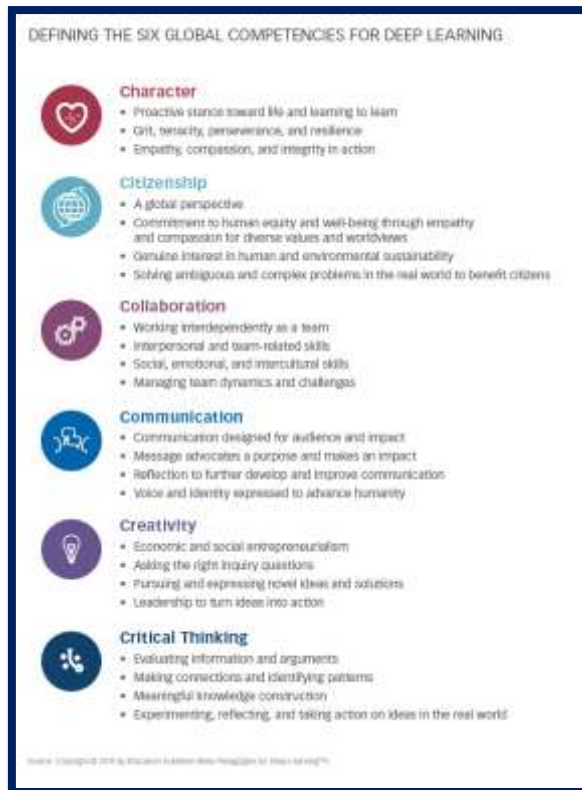 DEFINING THE SIX GLOBAL COMPETENCIES FOR DEEP LEARNING
Character
• Proactive stance toward life and learning to learn
• Grit, tenacity, perseverance, and resilience
• Empathy, compassion, and integrity in action
Citizenship
• A global perspective
• Commitment to human equity and well-being through empathy
and compassion for diverse values and worldviews
• Genuine interest in human and environmental sustainability
• Solving ambiguous and complex problems in the real world to benefit citizens
Collaboration
• Working interdependently as a team
• Interpersonal and team-related skills
• Social, emotional, and intercultural skills
• Managing team dynamics and challenges
Communication
• Communication designed for audience and impact
• Message advocates a purpose and makes an impact
• Reflection to further develop and improve communication
• Voice and identity expressed to advance humanity
Creativity
• Economic and social entrepreneurialism
• Asking the right inquiry questions
• Pursuing and expressing novel ideas and solutions
• Leadership to turn ideas into action
Critical Thinking
• Evaluating information and arguments
• Making connections and identifying patterns
• Meaningful knowledge construction
• Experimenting, reflecting, and taking action on ideas in the real world
Source: Copyright © by Education